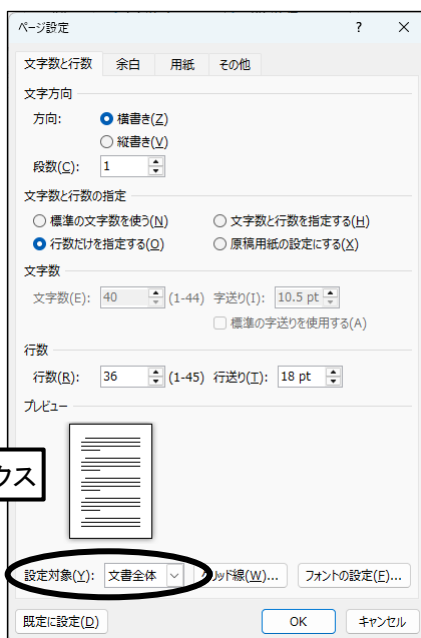 ページ設定 ? ×
文字数と行数 余白 用紙 その他
文字方向
方向: 横書き(Z)
縦書き(V)
段数(C): 1
文字数と行数の指定
標準の文字数を使う(N) 文字数と行数を指定する(H)
行数だけを指定する(O) 原稿用紙の設定にする(X)
文字数
文字数(E): 40 (1-44) 字送り(I): 10.5 pt
標準の字送りを使用する(A)
行数
行数(R): 36 (1-45) 行送り(T): 18 pt
プレビュー
クス
設定対象(Y): 文書全体 グリッド線(W)... フォントの設定(F)...
既定に設定(D) OK キャンセル